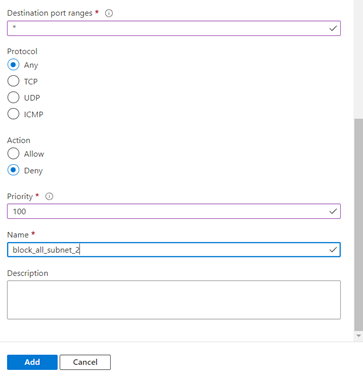 Destination port ranges *
*
Protocol
Any
TCP
UDP
ICMP
Action
Allow
Deny
Priority *
100
Name *
block_all_subnet_2
Description
Add
Cancel